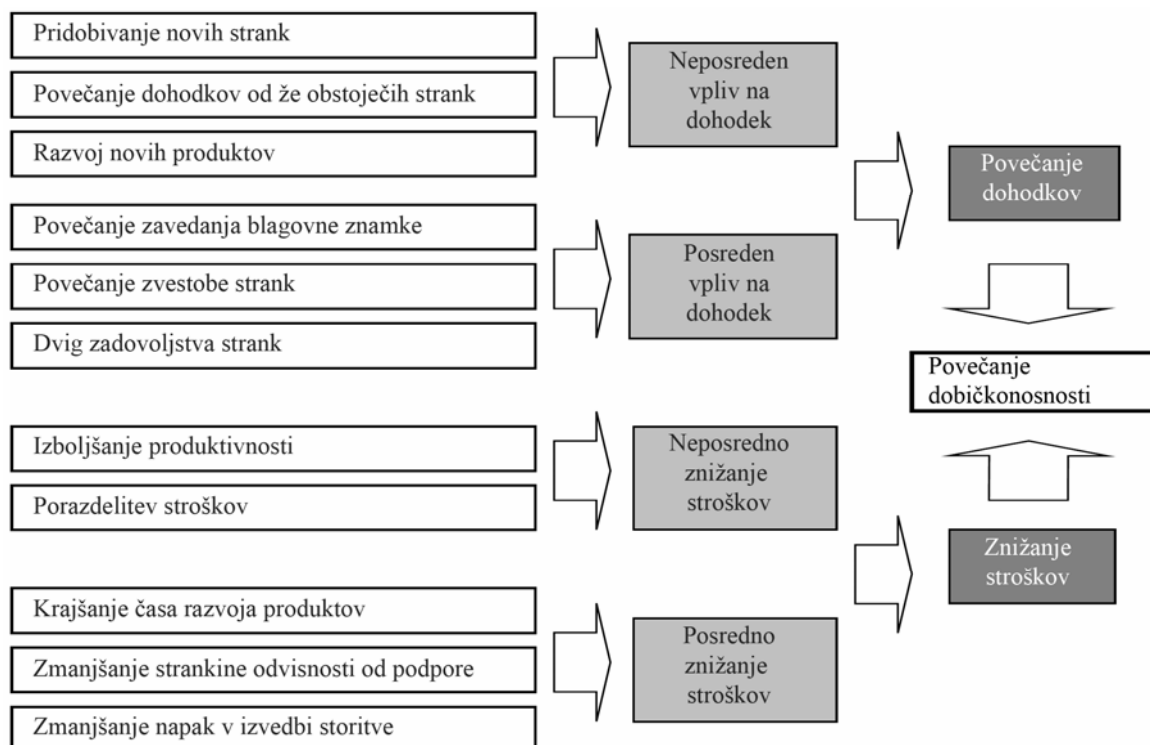 Pridobivanje novih strank
Povečanje dohodkov od že obstoječih strank
Razvoj novih produktov
Neposreden
vpliv na
dohodek
Povečanje zavedanja blagovne znamke
Povečanje zvestobe strank
Dvig zadovoljstva strank
Posreden
vpliv na
dohodek
Povečanje
dohodkov
Povečanje
dobičkonosnosti
Izboljšanje produktivnosti
Porazdelitev stroškov
Neposredno
znižanje
stroškov
Krajšanje časa razvoja produktov
Zmanjšanje strankine odvisnosti od podpore
Zmanjšanje napak v izvedbi storitve
Posredno
znižanje
stroškov
Znižanje
stroškov